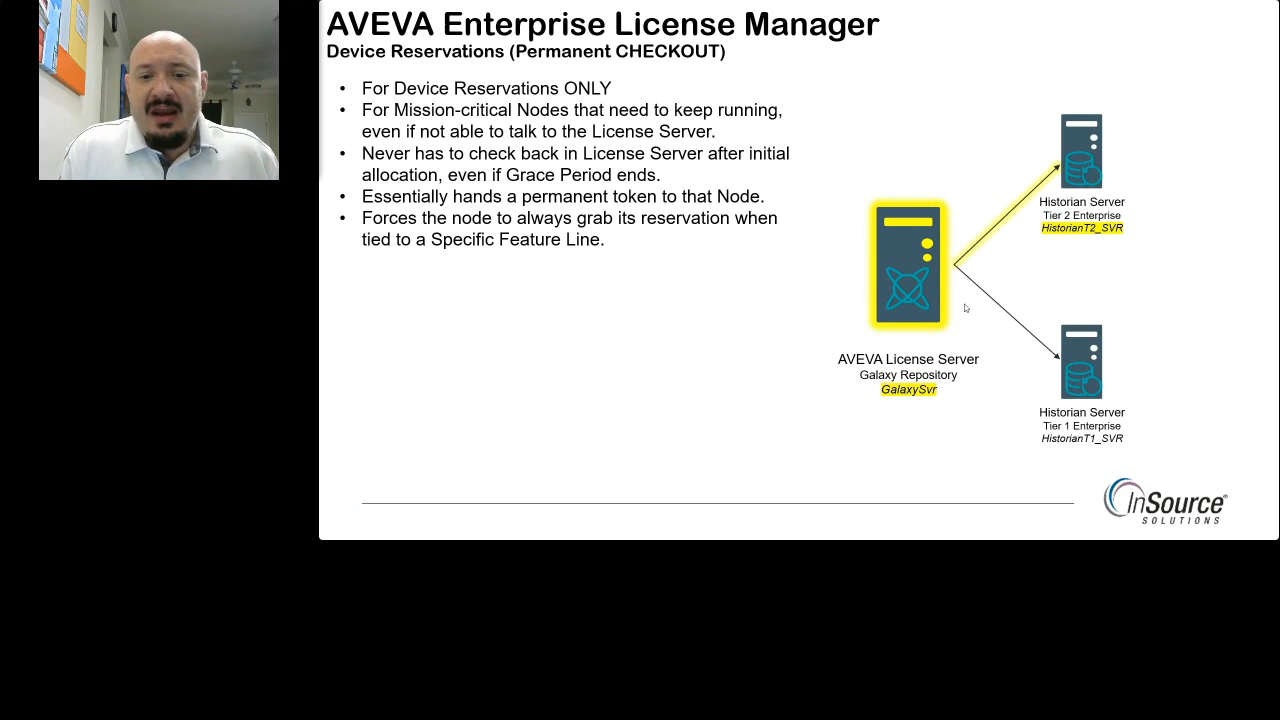 AVEVA Enterprise License Manager
Device Reservations (Permanent CHECKOUT)
• For Device Reservations ONLY
• For Mission-critical Nodes that need to keep running,
even if not able to talk to the License Server.
• Never has to check back in License Server after initial
allocation, even if Grace Period ends.
• Essentially hands a permanent token to that Node.
• Forces the node to always grab its reservation when
tied to a Specific Feature Line.
Historian Server
Tier 2 Enterprise
HistorianT2_SVR
AVEVA License Server
Galaxy Repository
GalaxySvr
Historian Server
Tier 1 Enterprise
HistorianT1_SVR
InSource®
SOLUTIONS